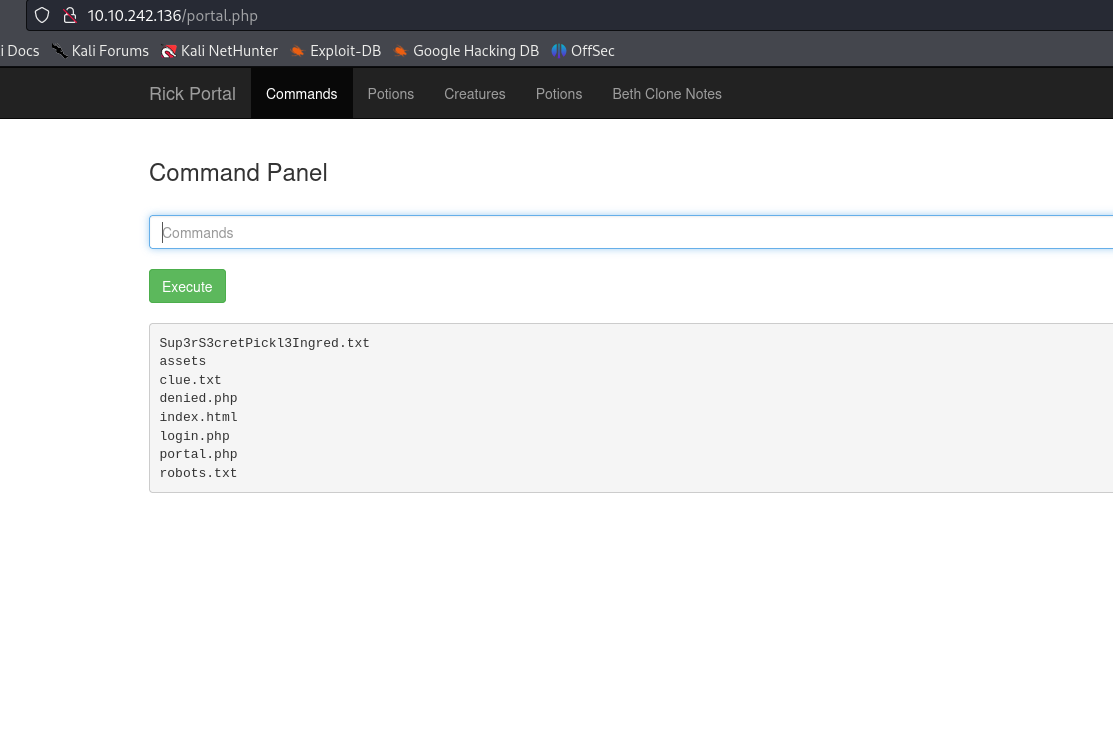 10.10.242.136/portal.php
i Docs Kali Forums Kali NetHunter Exploit-DB Google Hacking DB OffSec
Rick Portal Commands Potions Creatures Potions Beth Clone Notes
Command Panel
Commands
Execute
Sup3rS3cretPickl3Ingred.txt
assets
clue.txt
denied.php
index.html
login.php
portal.php
robots.txt